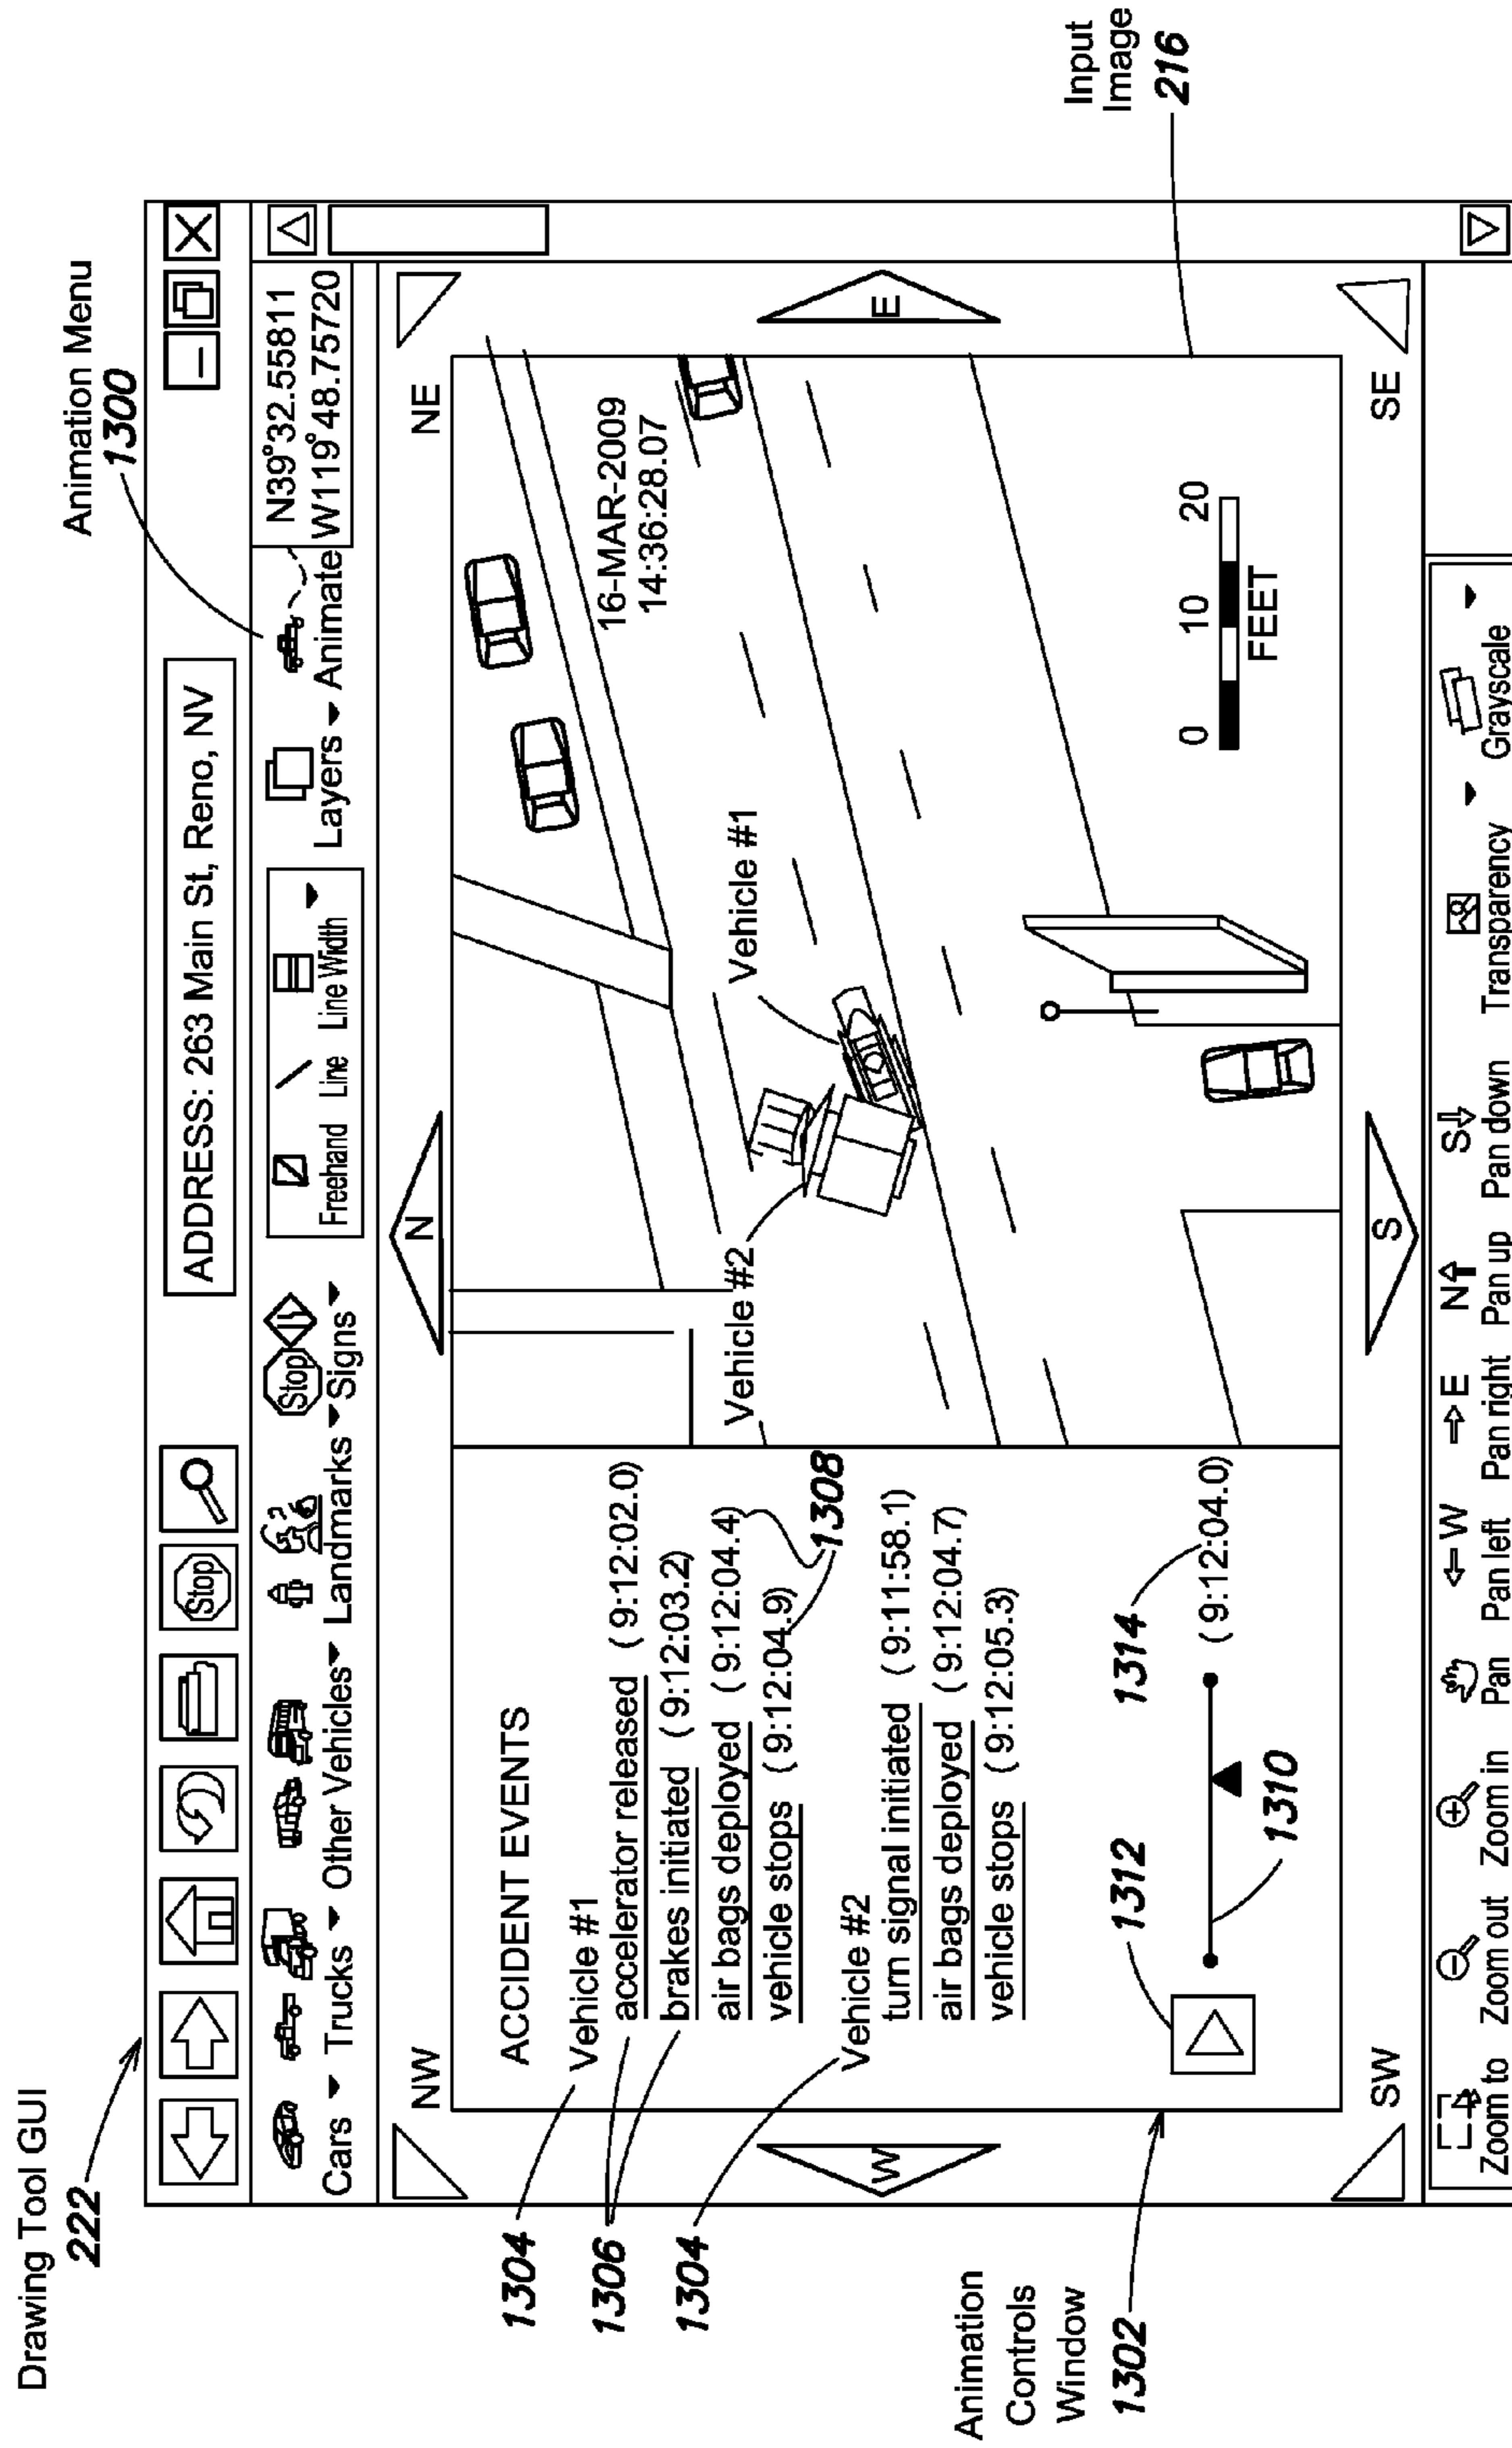 Drawing Tool GUI
222
Animation Menu
1300
ADDRESS: 263 Main St, Reno, NV
Stop
Stop
Cars Trucks Other Vehicles Landmarks Signs
Freehand Line Line Width
Layers Animate
N39°32.55811
W119°48.75720
NW
N
NE
1304
1306
1304
ACCIDENT EVENTS
Vehicle #1
accelerator released (9:12:02.0)
brakes initiated (9:12:03.2)
air bags deployed (9:12:04.4)
vehicle stops (9:12:04.9)
1308
Vehicle #2
turn signal initiated (9:11:58.1)
air bags deployed (9:12:04.7)
vehicle stops (9:12:05.3)
1312
1314
(9:12:04.0)
1310
16-MAR-2009
14:36:28.07
Vehicle #2
Vehicle #1
0 10 20
FEET
W
E
Animation
Controls
Window
1302
Input
Image
216
SW
S
SE
W E N S
Zoom to Zoom out Zoom in Pan Pan left Pan right Pan up Pan down Transparency Grayscale